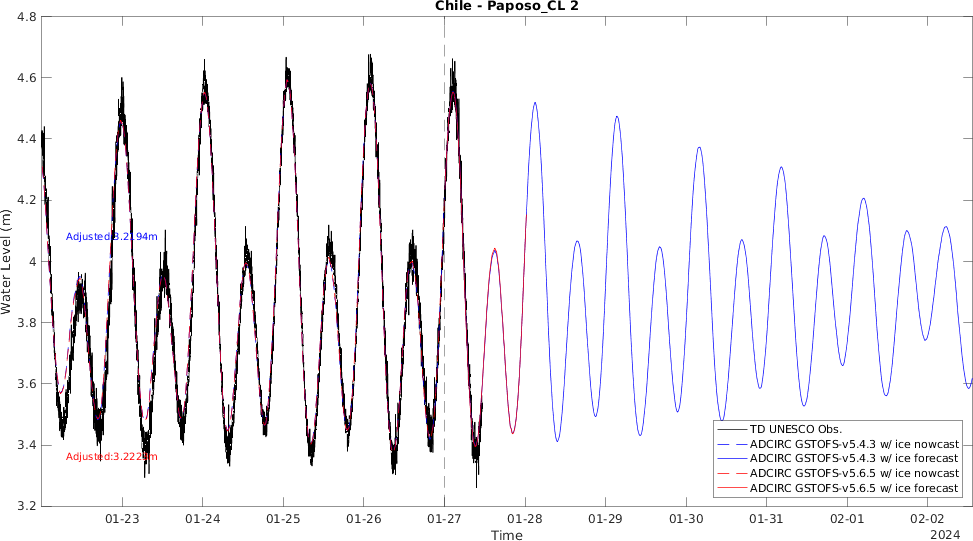 Chile - Paposo_CL 2
4.8
4.6
4.4
4.2
4
3.8
3.6
3.4
3.2
Water Level (m)
Adjusted:3.2194m
TD UNESCO Obs.
ADCIRC GSTOFS-v5.4.3 w/ ice nowcast
ADCIRC GSTOFS-v5.4.3 w/ ice forecast
ADCIRC GSTOFS-v5.6.5 w/ ice nowcast
ADCIRC GSTOFS-v5.6.5 w/ ice forecast
01-23 01-24 01-25 01-26 01-27 01-28 01-29 01-30 01-31 02-01 02-02
Time
2024